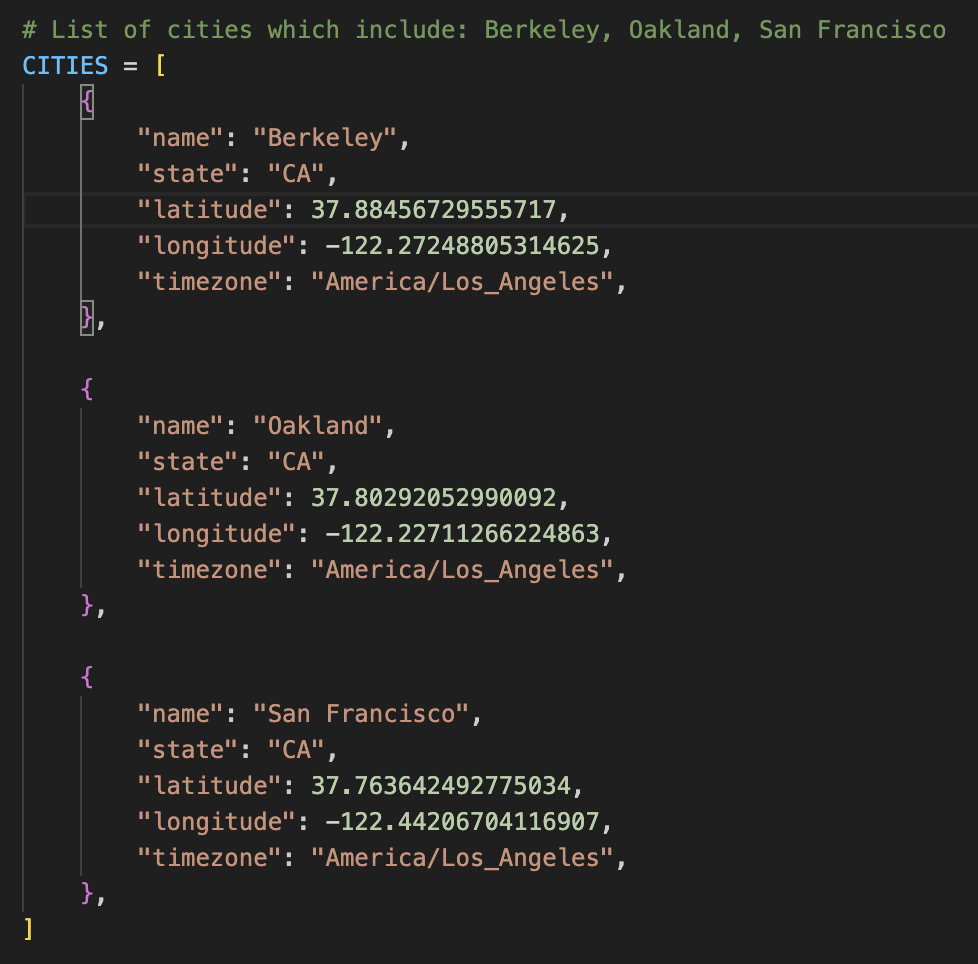 # List of cities which include: Berkeley, Oakland, San Francisco
CITIES = [
    {
        "name": "Berkeley",
        "state": "CA",
        "latitude": 37.88456729555717,
        "longitude": -122.27248805314625,
        "timezone": "America/Los_Angeles",
    },

    {
        "name": "Oakland",
        "state": "CA",
        "latitude": 37.80292052990092,
        "longitude": -122.22711266224863,
        "timezone": "America/Los_Angeles",
    },

    {
        "name": "San Francisco",
        "state": "CA",
        "latitude": 37.763642492775034,
        "longitude": -122.44206704116907,
        "timezone": "America/Los_Angeles",
    },
]